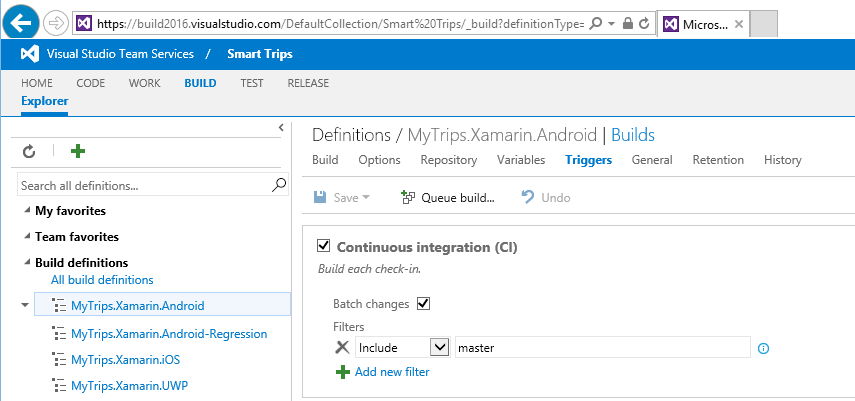 https://build2016.visualstudio.com/DefaultCollection/Smart%20Trips/_build?definitionType= Micros...
Visual Studio Team Services / Smart Trips
HOME CODE WORK BUILD TEST RELEASE
Explorer
Definitions / MyTrips.Xamarin.Android | Builds
Build Options Repository Variables Triggers General Retention History
Search all definitions...
Save Queue build... Undo
My favorites
Team favorites
Build definitions
All build definitions
MyTrips.Xamarin.Android
MyTrips.Xamarin.Android-Regression
MyTrips.Xamarin.iOS
MyTrips.Xamarin.UWP
Continuous integration (CI)
Build each check-in.
Batch changes
Filters
Include master
Add new filter